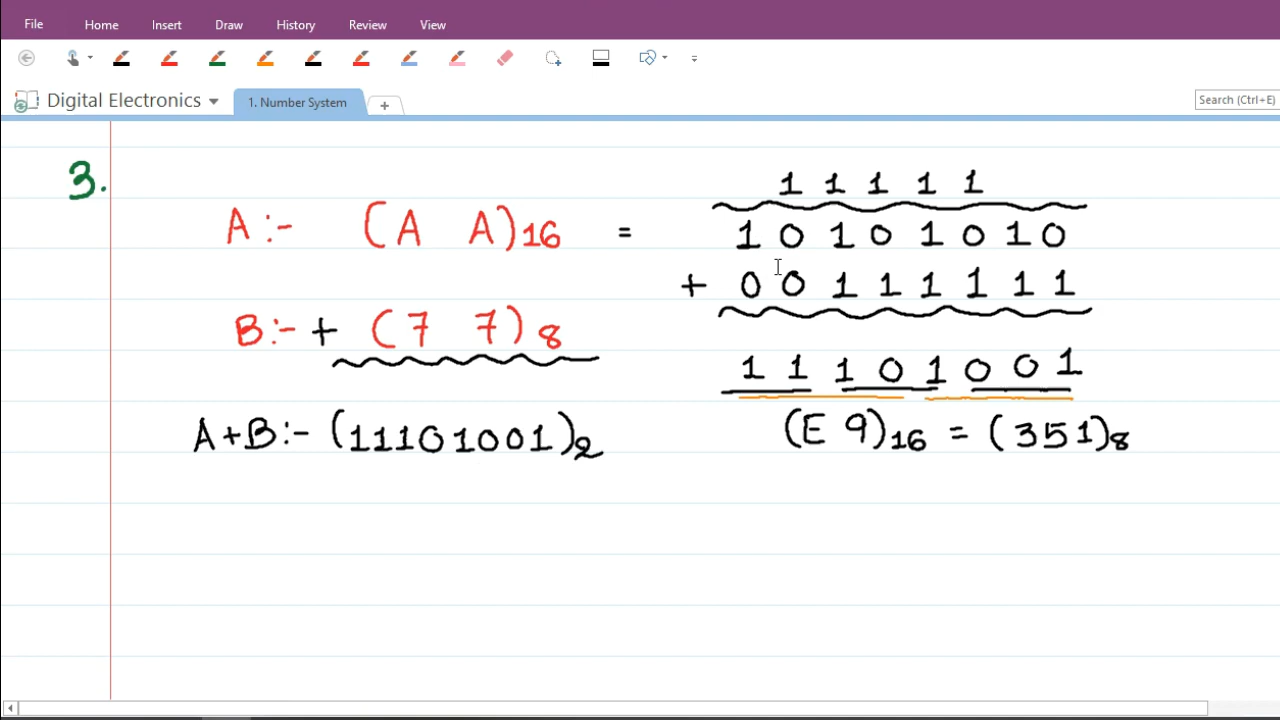 File Home Insert Draw History Review View
Digital Electronics 1. Number System + Search (Ctrl+E)
3.
1 1 1 1 1
A:- (A A)16 = 1 0 1 0 1 0 1 0
+ 0 0 1 1 1 1 1 1
B:- + (7 7)8
1 1 1 0 1 0 0 1
A+B:- (11101001)2 (E 9)16 = (351)8